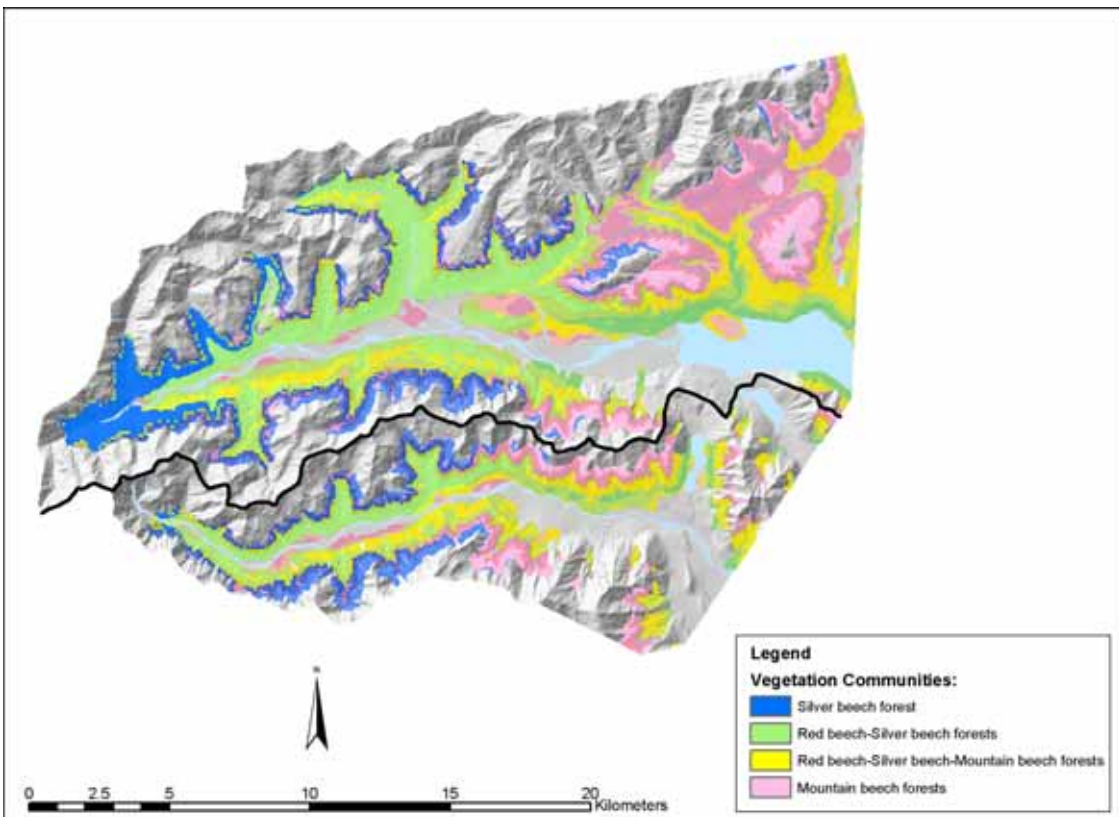 N
Legend
Vegetation Communities:
Silver beech forest
Red beech-Silver beech forests
Red beech-Silver beech-Mountain beech forests
Mountain beech forests
0 2.5 5 10 15 20
Kilometers